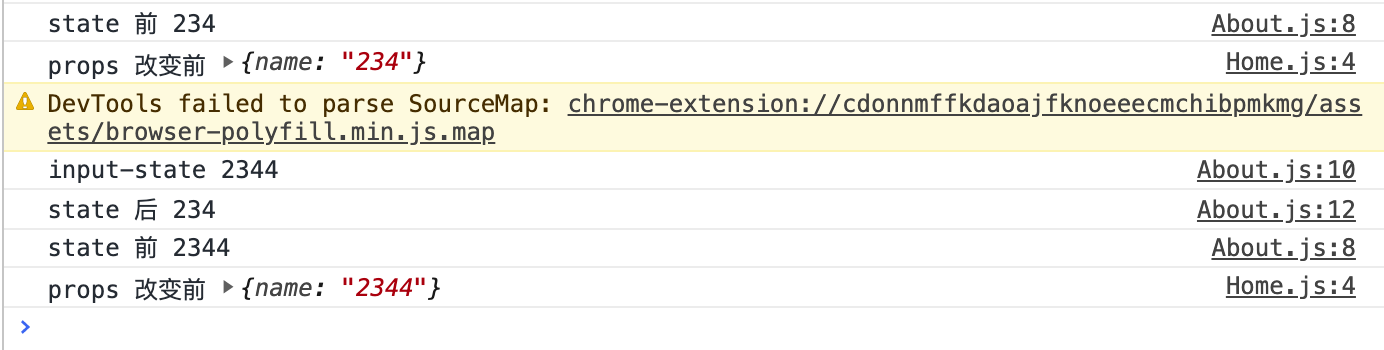 state 前 234 About.js:8
props 改变前 ▶{name: "234"} Home.js:4
DevTools failed to parse SourceMap: chrome-extension://cdonnmffkdaoajfknoeeecmchibpmkmg/ass
ets/browser-polyfill.min.js.map
input-state 2344 About.js:10
state 后 234 About.js:12
state 前 2344 About.js:8
props 改变前 ▶{name: "2344"} Home.js:4